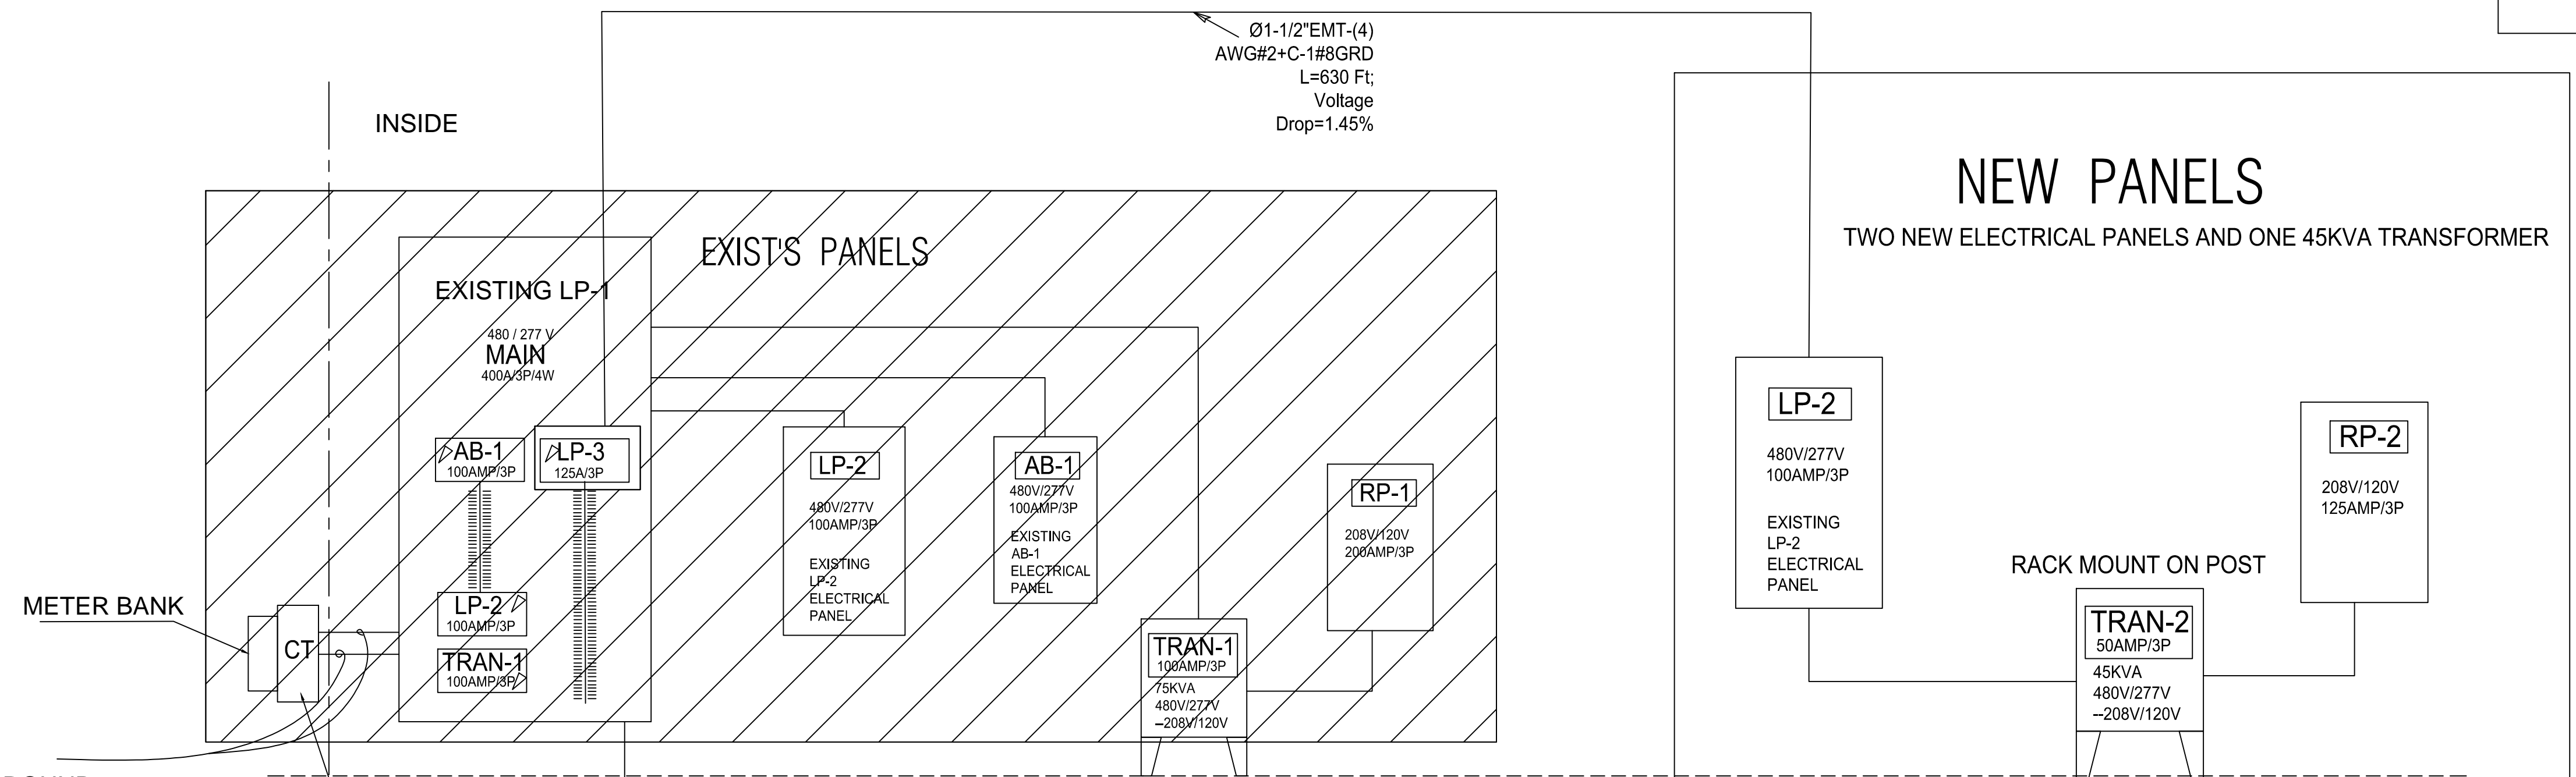 Ø1-1/2"EMT-(4)
AWG#2+C-1#8GRD
L=630 Ft;
Voltage
Drop=1.45%
INSIDE
NEW PANELS
TWO NEW ELECTRICAL PANELS AND ONE 45KVA TRANSFORMER
EXIST'S PANELS
EXISTING LP-1
480 / 277 V
MAIN
400A/3P/4W
AB-1
100AMP/3P
LP-3
125A/3P
LP-2
100AMP/3P
TRAN-1
100AMP/3P
METER BANK
CT
LP-2
480V/277V
100AMP/3P
EXISTING
LP-2
ELECTRICAL
PANEL
AB-1
480V/277V
100AMP/3P
EXISTING
AB-1
ELECTRICAL
PANEL
RP-1
208V/120V
200AMP/3P
TRAN-1
100AMP/3P
75KVA
480V/277V
--208V/120V
LP-2
480V/277V
100AMP/3P
EXISTING
LP-2
ELECTRICAL
PANEL
RP-2
208V/120V
125AMP/3P
RACK MOUNT ON POST
TRAN-2
50AMP/3P
45KVA
480V/277V
--208V/120V